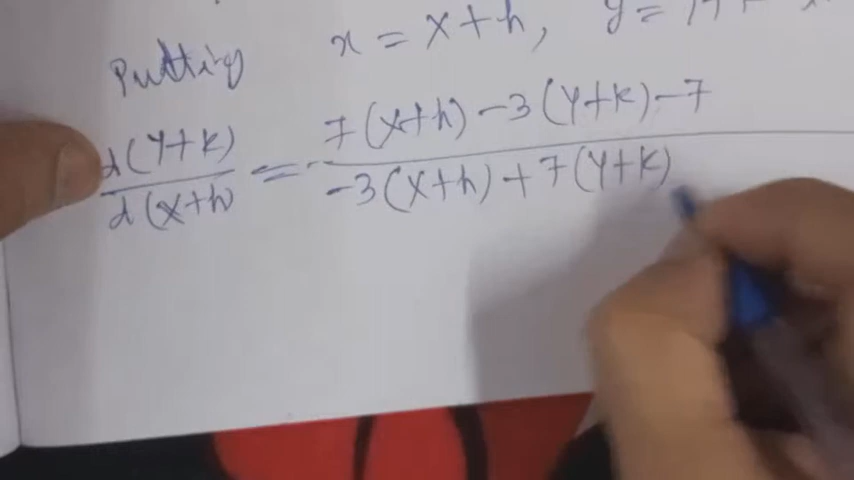 Putting x = X+h, y = Y+
d(Y+k)/d(X+h) = 7(X+h) -3(Y+k) -7 / -3(X+h) + 7(Y+k)